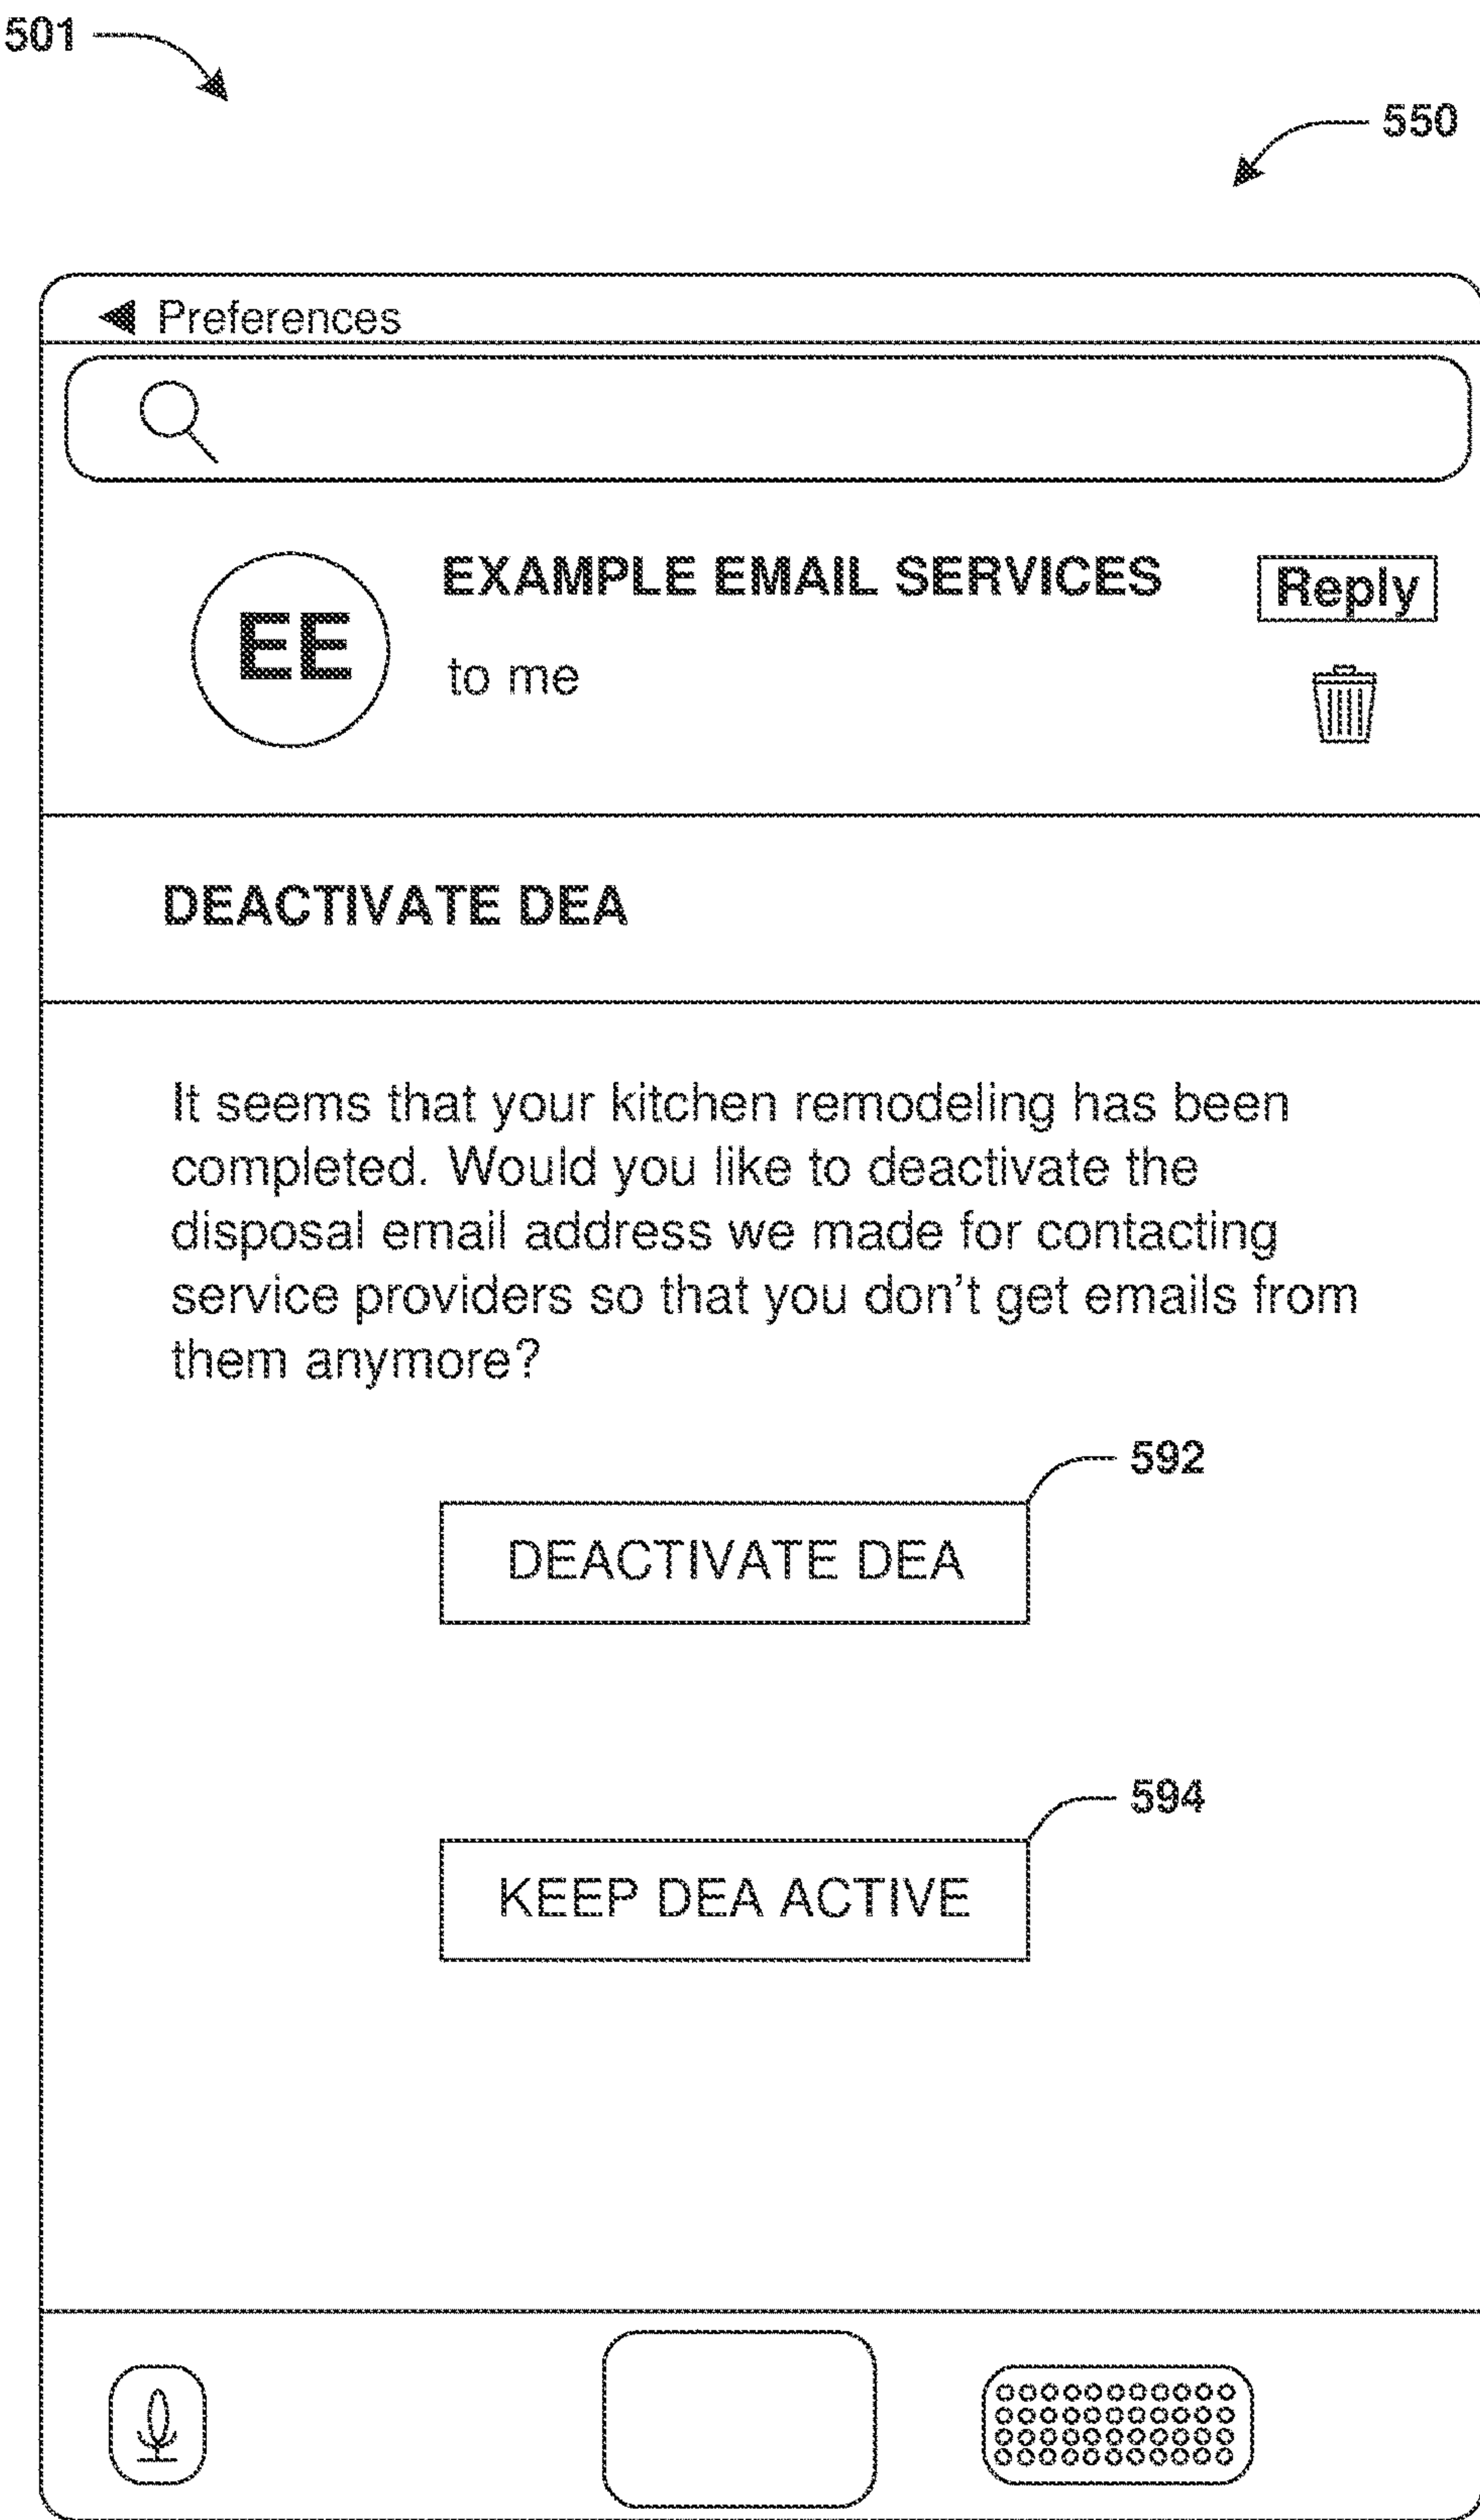 501
550
◀ Preferences
EXAMPLE EMAIL SERVICES
Reply
EE
to me
DEACTIVATE DEA
It seems that your kitchen remodeling has been
completed. Would you like to deactivate the
disposal email address we made for contacting
service providers so that you don't get emails from
them anymore?
592
DEACTIVATE DEA
594
KEEP DEA ACTIVE